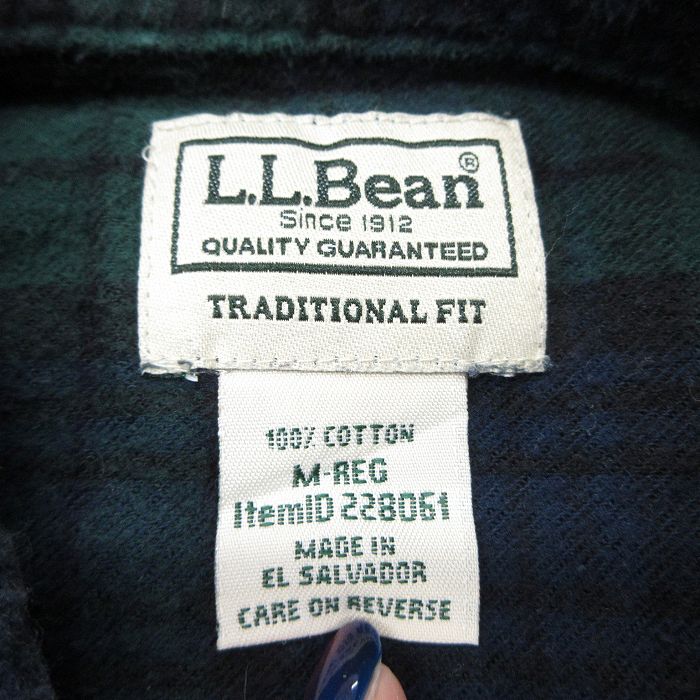 L.L.Bean®
Since 1912
QUALITY GUARANTEED
TRADITIONAL FIT
100% COTTON
M-REG
ItemID 228061
MADE IN
EL SALVADOR
CARE ON REVERSE